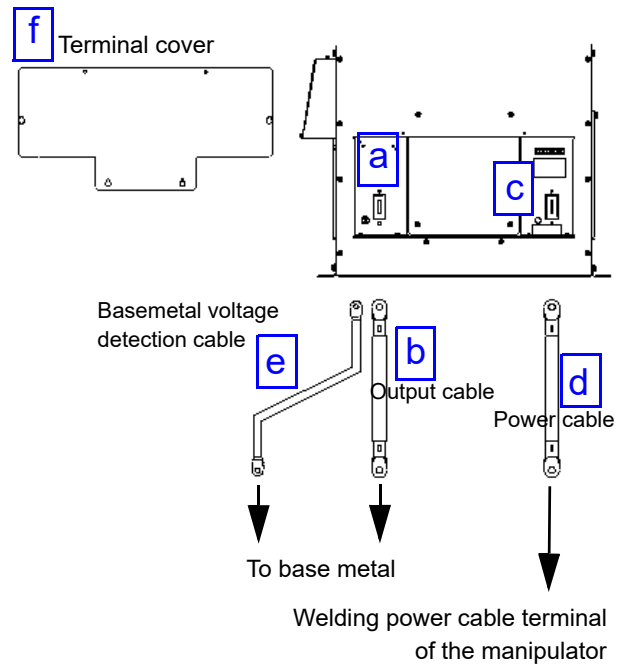 f
Terminal cover
a
c
Basemetal voltage
detection cable
e
b
Output cable
d
Power cable
To base metal
Welding power cable terminal
of the manipulator